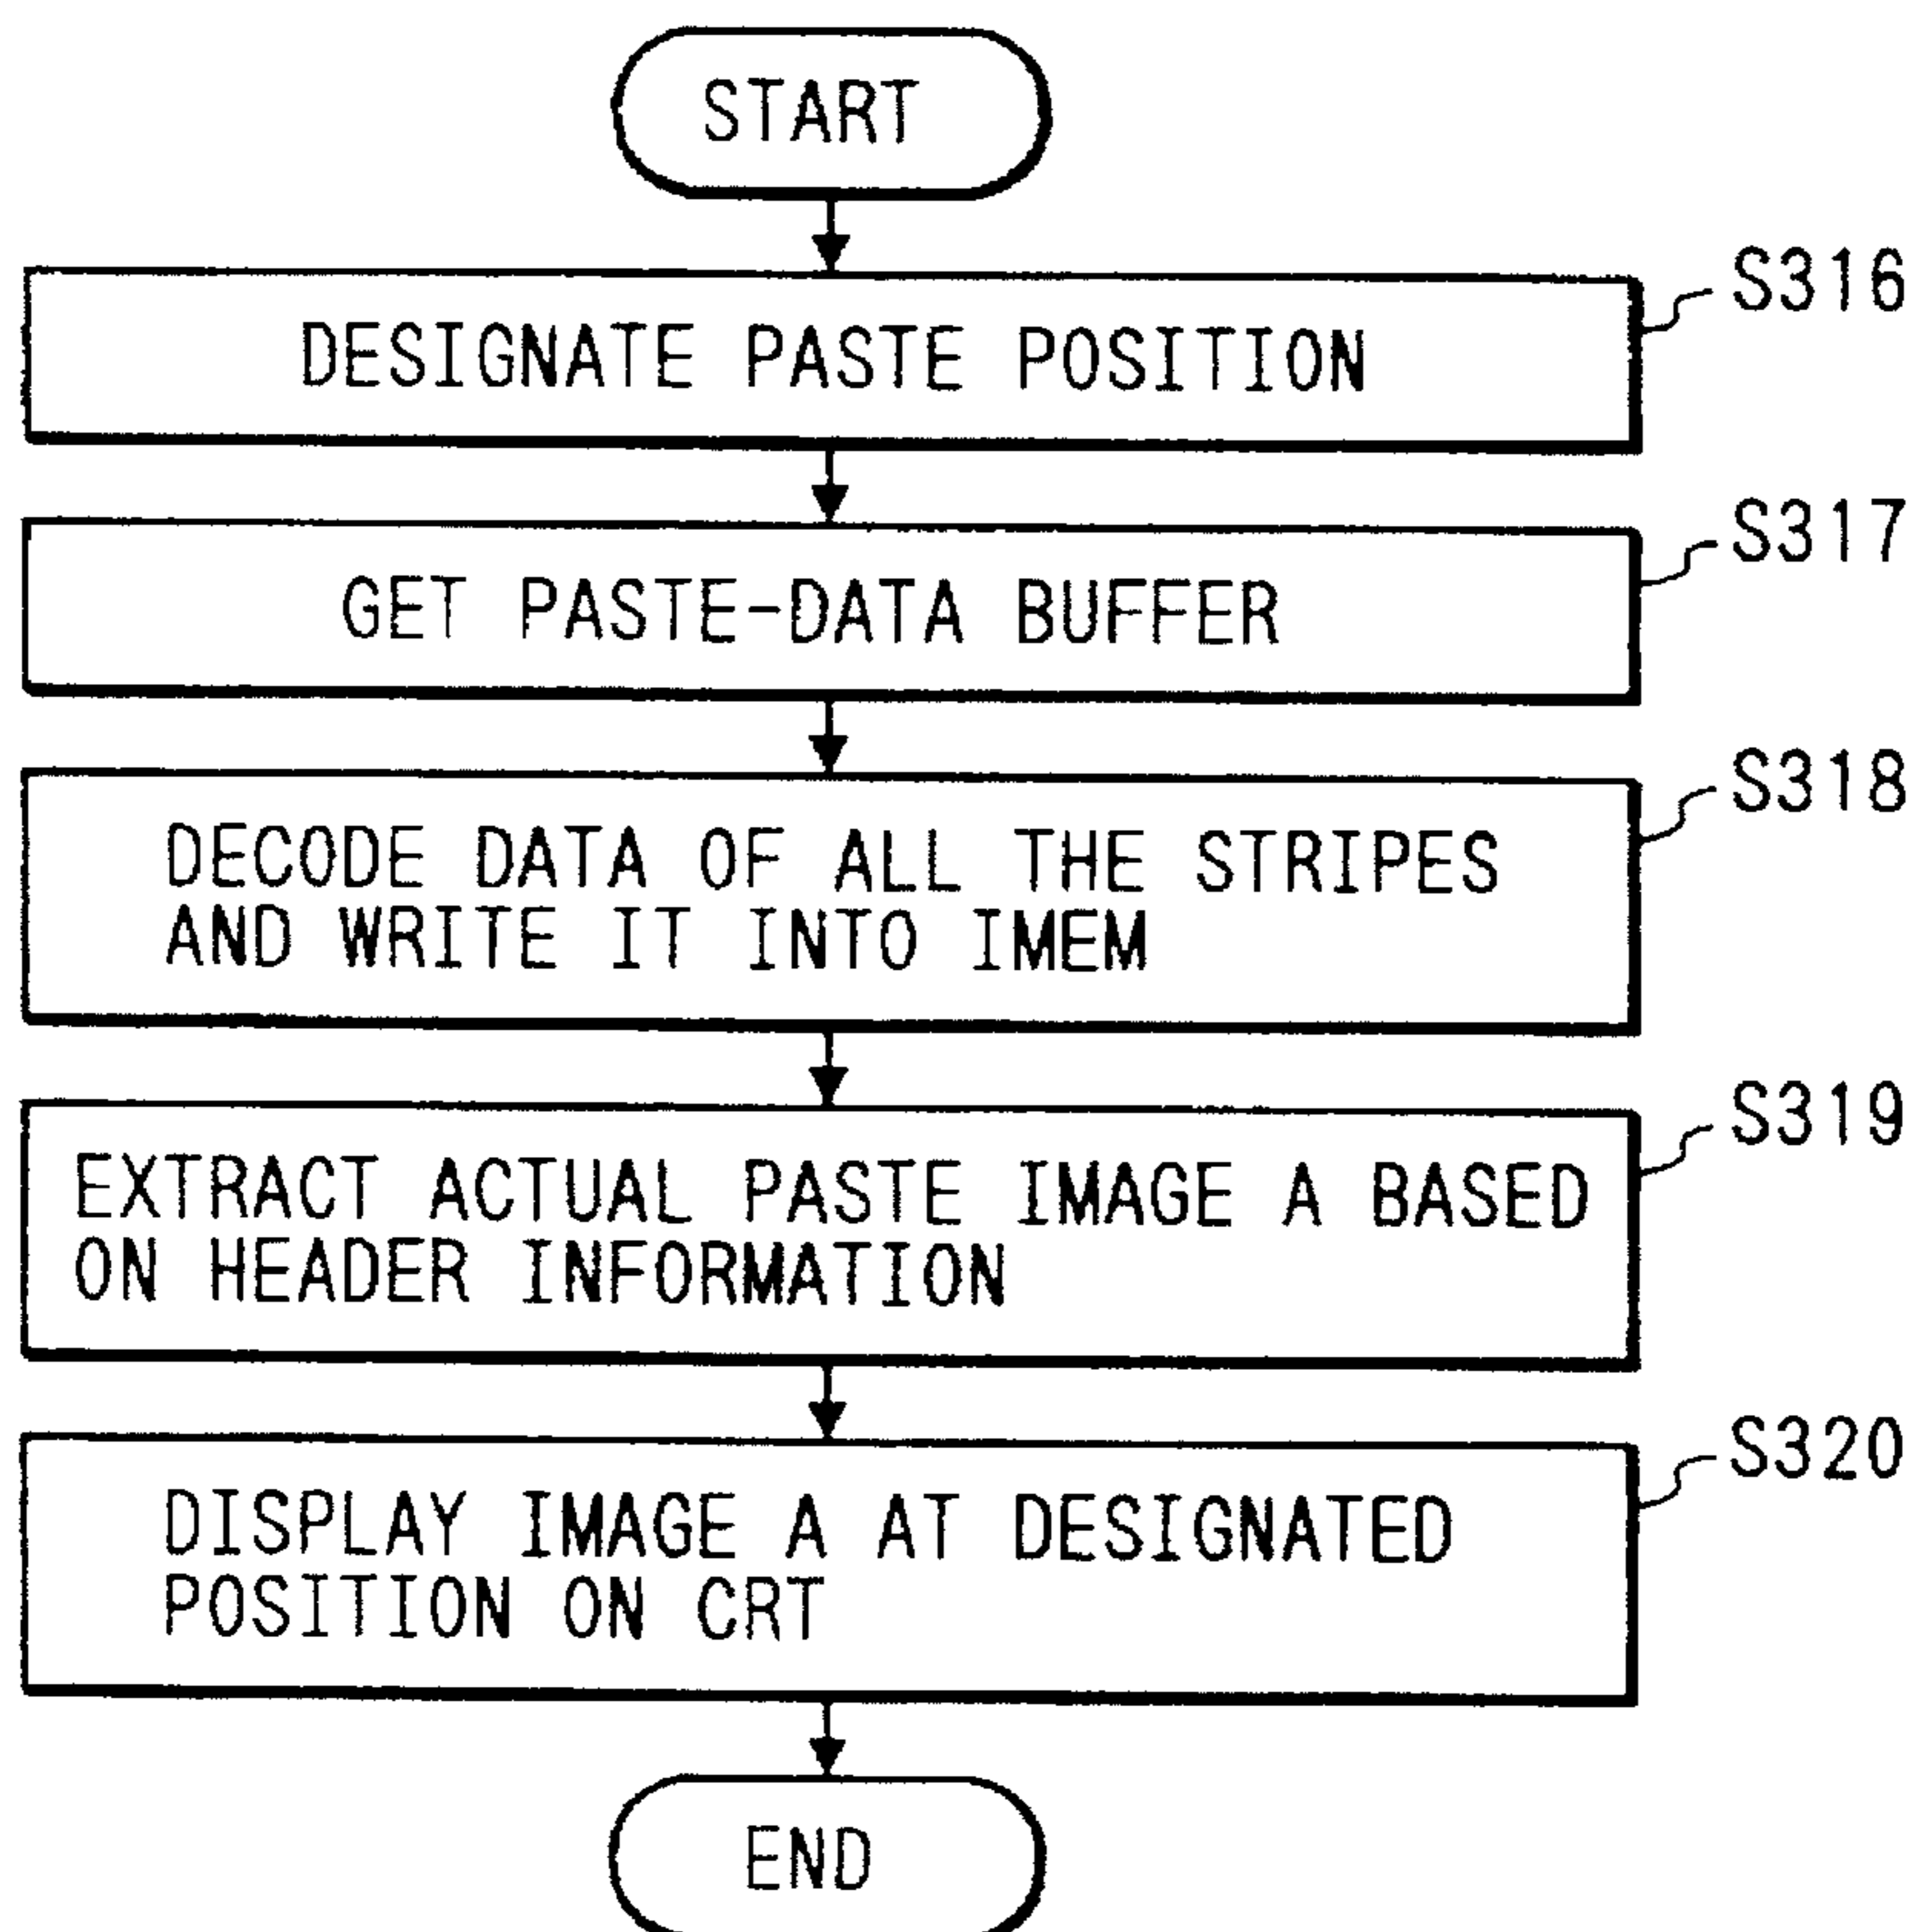 START
S316
DESIGNATE PASTE POSITION
S317
GET PASTE-DATA BUFFER
S318
DECODE DATA OF ALL THE STRIPES
AND WRITE IT INTO IMEM
S319
EXTRACT ACTUAL PASTE IMAGE A BASED
ON HEADER INFORMATION
S320
DISPLAY IMAGE A AT DESIGNATED
POSITION ON CRT
END